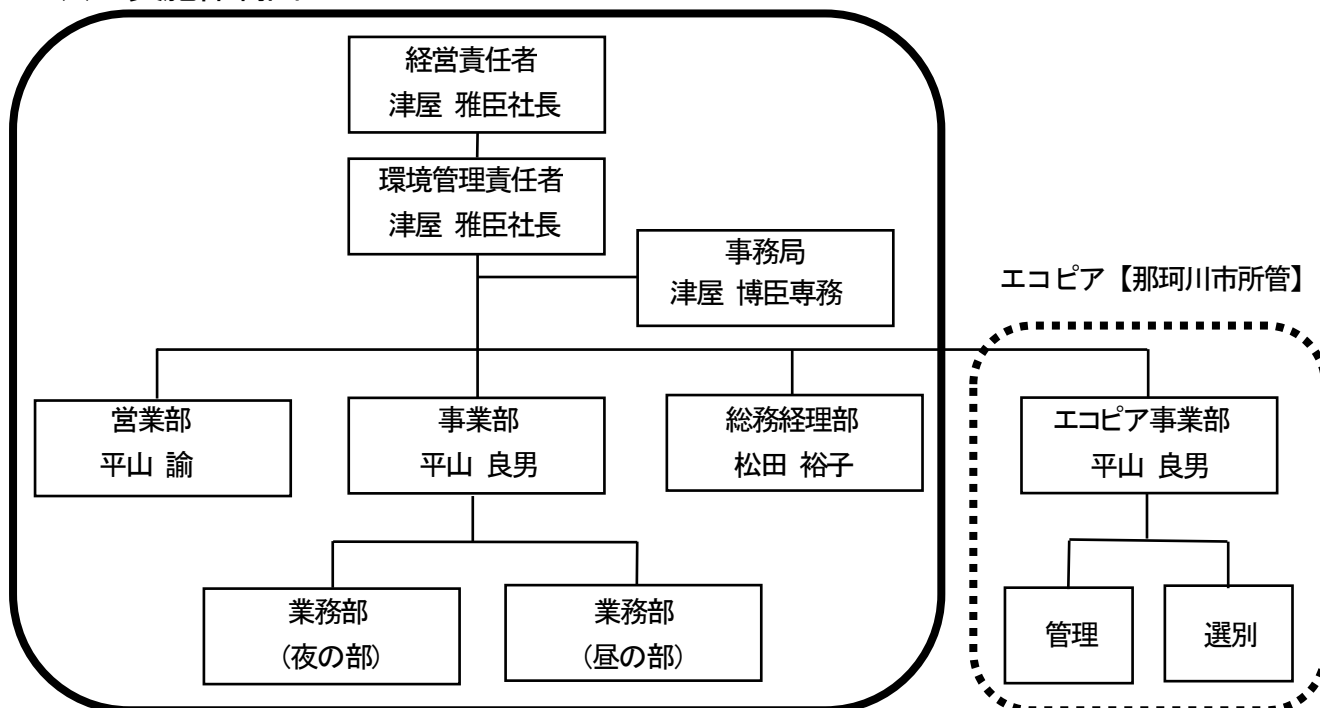 経営責任者
津屋 雅臣社長
環境管理責任者
津屋 雅臣社長
事務局
津屋 博臣専務
エコピア【那珂川市所管】
営業部
平山 諭
事業部
平山 良男
総務経理部
松田 裕子
エコピア事業部
平山 良男
業務部
(夜の部)
業務部
(昼の部)
管理
選別